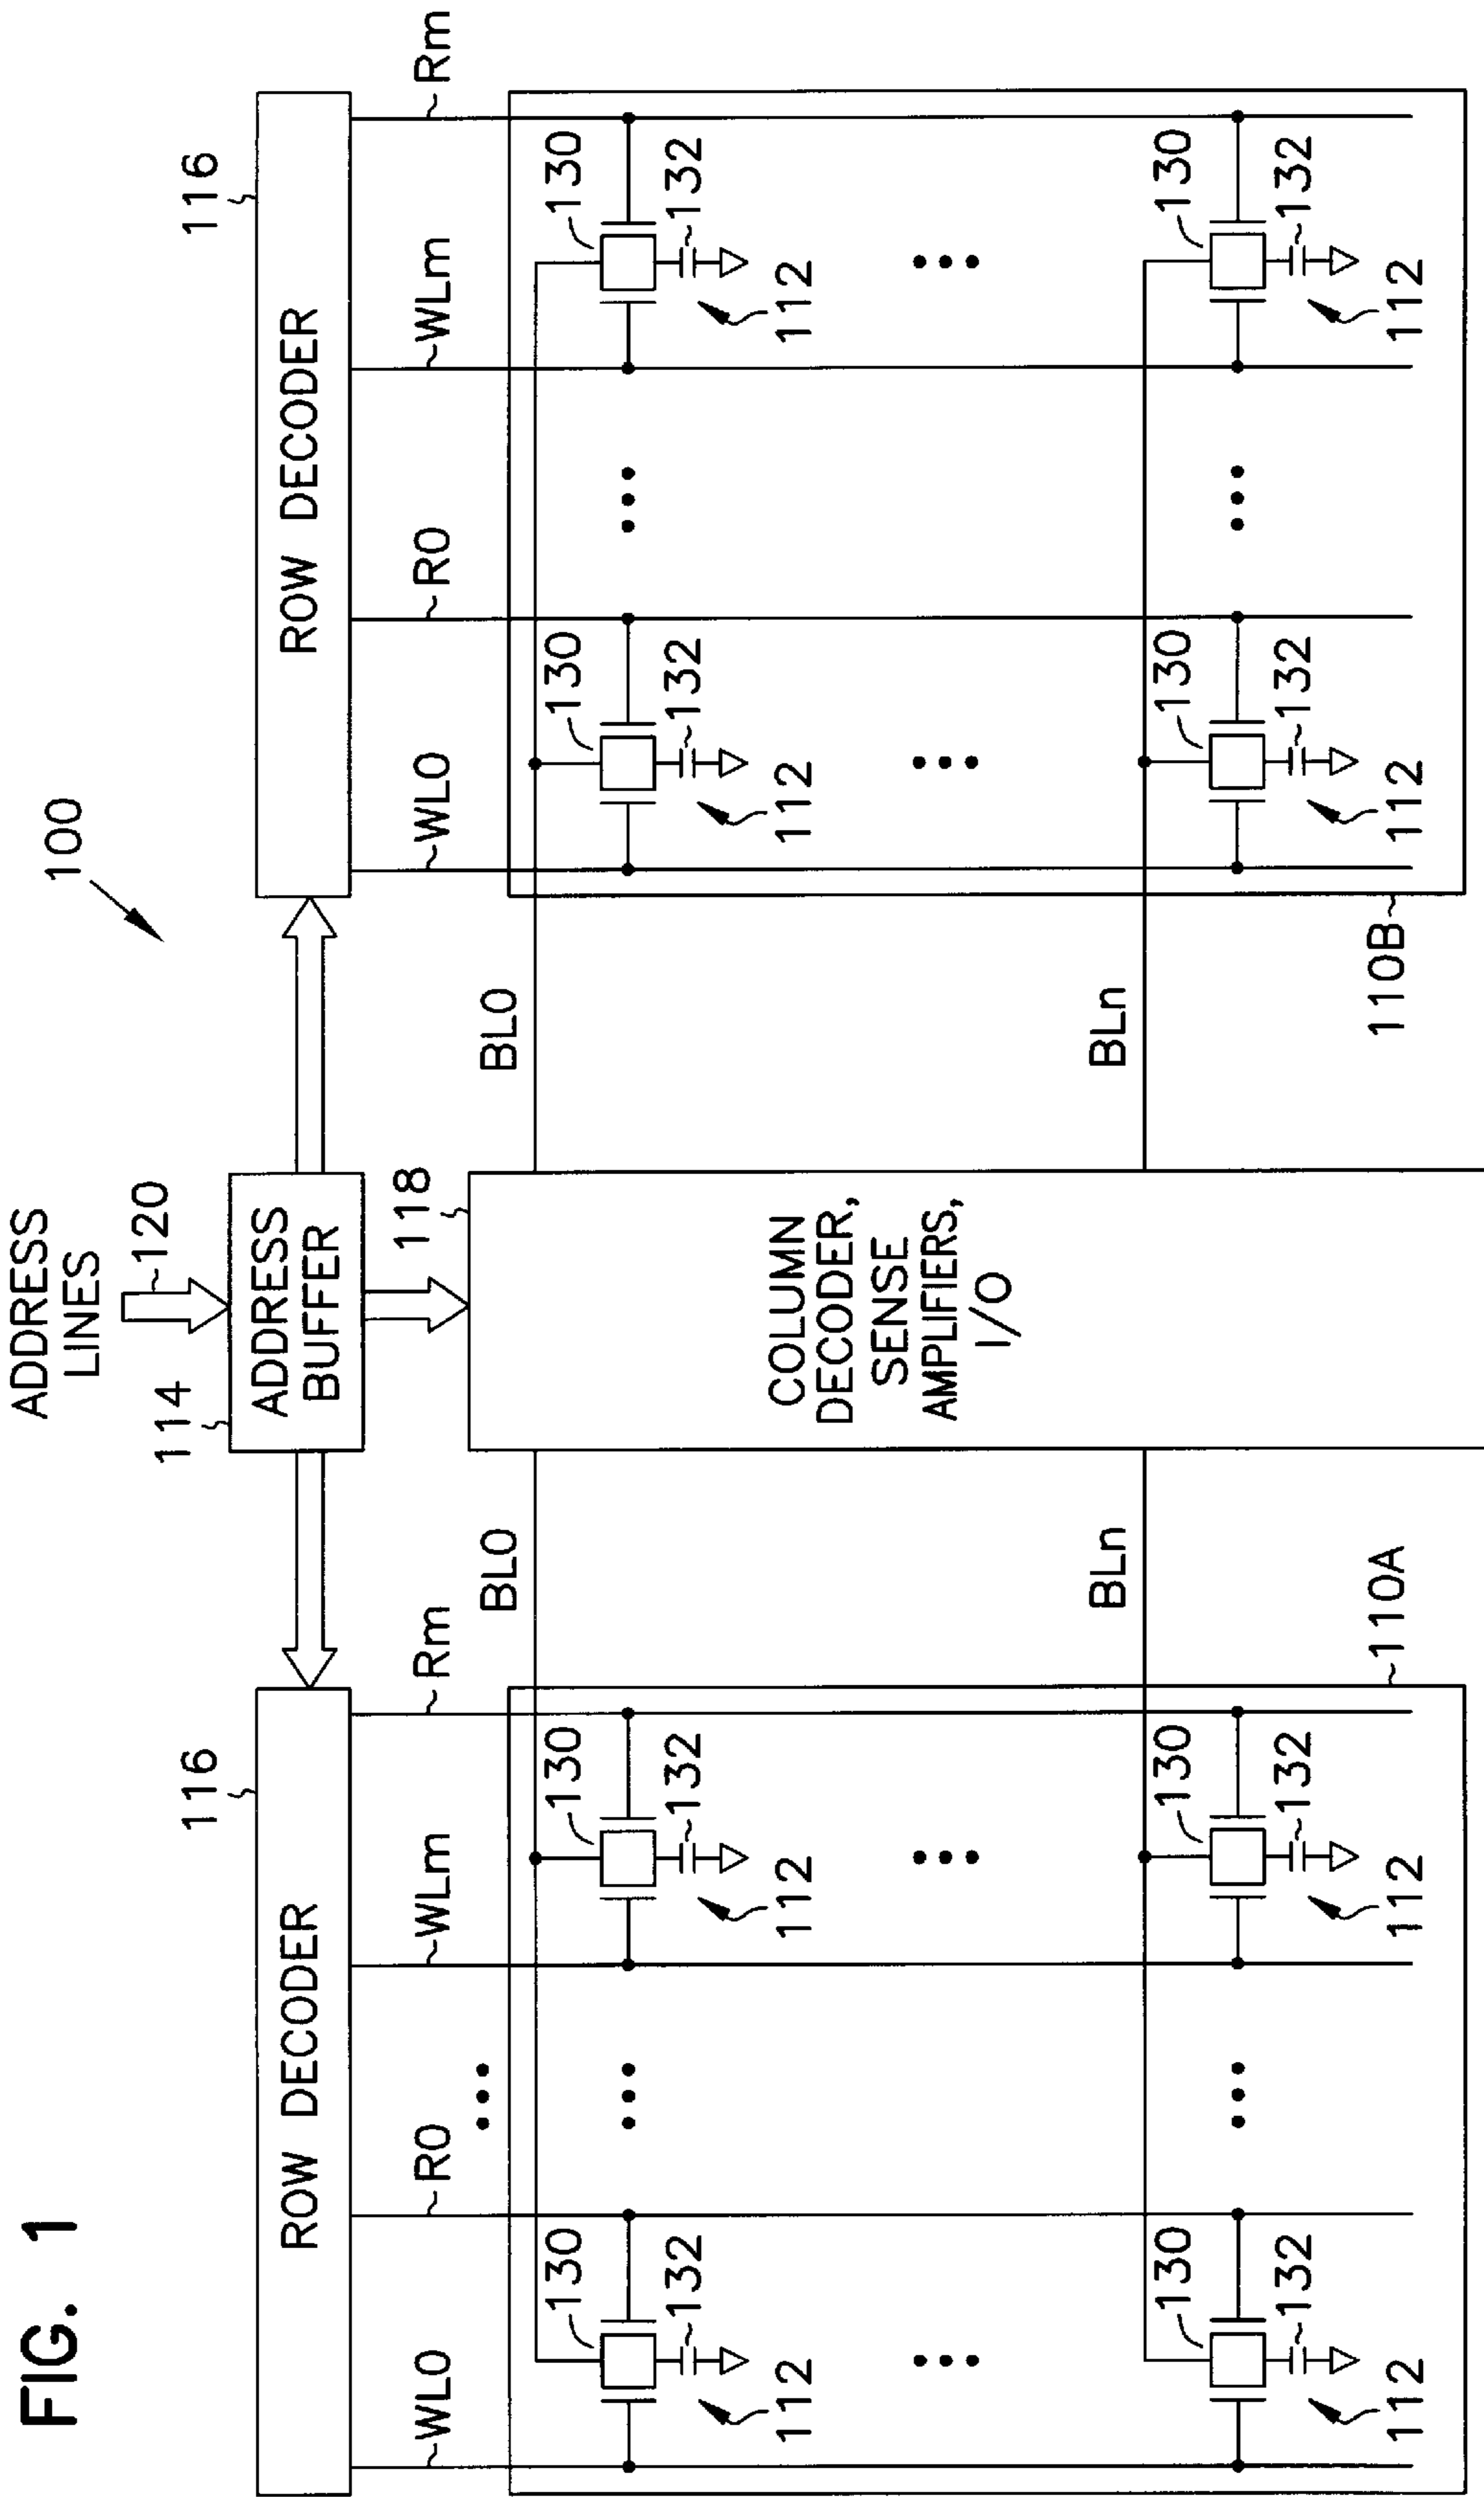 FIG. 1
ADDRESS
LINES
100
120
114
116
116
ROW DECODER
ADDRESS
BUFFER
ROW DECODER
118
WL0 R0 WLm Rm
WL0 R0 WLm Rm
BL0
BL0
130 130
130 130
132 132
132 132
112 112
112 112
COLUMN
DECODER,
SENSE
AMPLIFIERS,
I/O
BLn
BLn
130 130
130 130
132 132
132 132
112 112
110A
110B
112 112